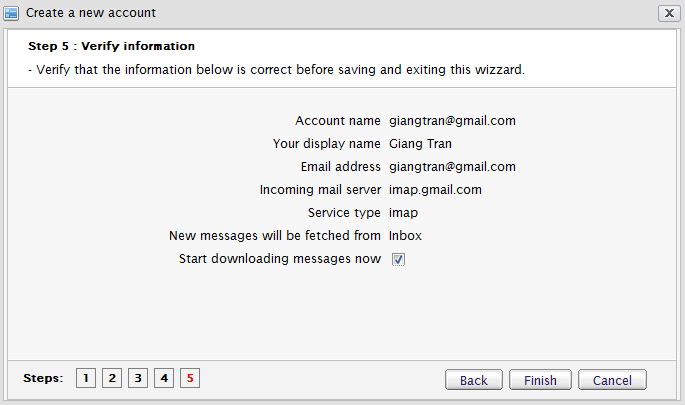 Create a new account
Step 5 : Verify information
- Verify that the information below is correct before saving and exiting this wizzard.
Account name giangtran@gmail.com
Your display name Giang Tran
Email address giangtran@gmail.com
Incoming mail server imap.gmail.com
Service type imap
New messages will be fetched from Inbox
Start downloading messages now
Steps: 1 2 3 4 5 Back Finish Cancel